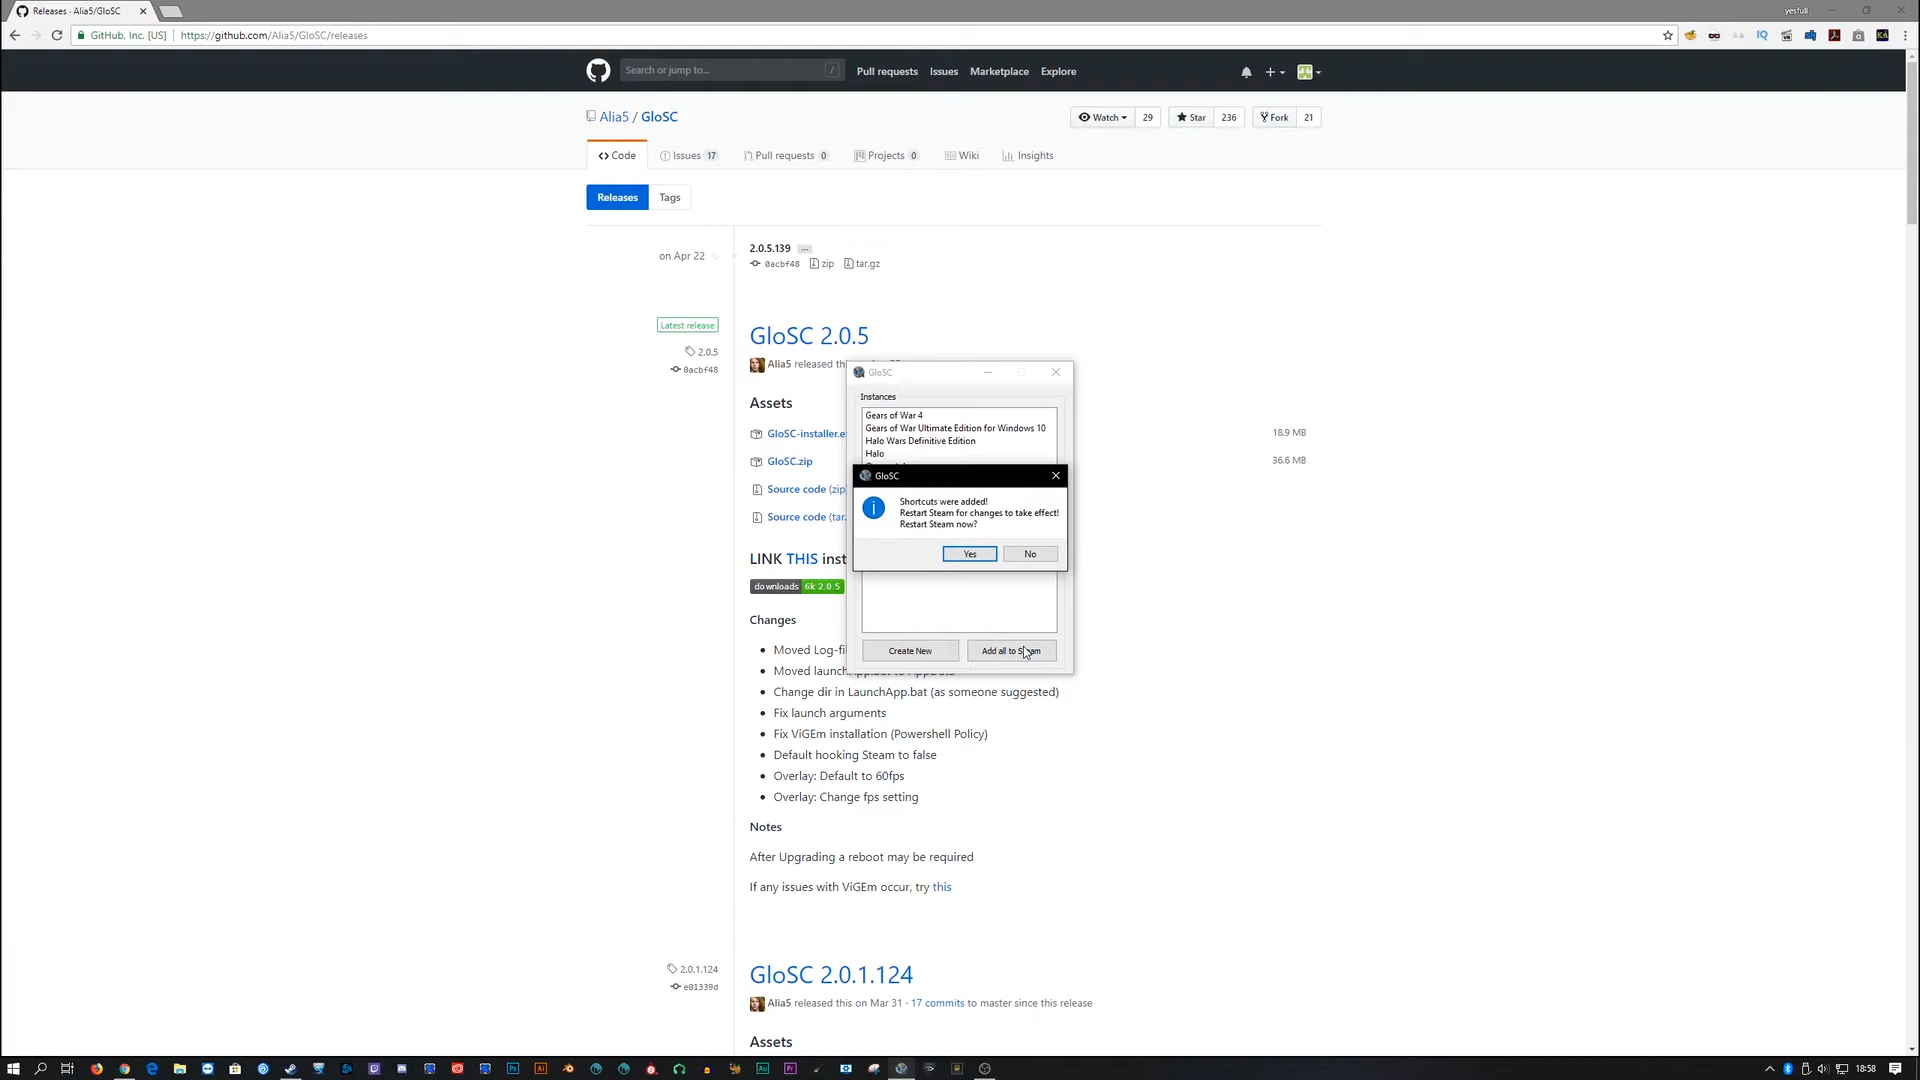 Releases · Alia5/GloSC
yesfull
GitHub, Inc. [US]
https://github.com/Alia5/GloSC/releases
Search or jump to...
/
Pull requests
Issues
Marketplace
Explore
Alia5 / GloSC
Watch
29
Star
236
Fork
21
Code
Issues 17
Pull requests 0
Projects 0
Wiki
Insights
Releases
Tags
on Apr 22
2.0.5.139
...
0acbf48
zip
tar.gz
Latest release
2.0.5
0acbf48
GloSC 2.0.5
Alia5 released
Assets
GloSC-installer.e
18.9 MB
GloSC.zip
36.6 MB
Source code (zip)
Source code (tar.
LINK THIS inst
downloads 6k 2.0.5
Changes
Moved Log-fil
Moved launch
Change dir in LaunchApp.bat (as someone suggested)
Fix launch arguments
Fix ViGEm installation (Powershell Policy)
Default hooking Steam to false
Overlay: Default to 60fps
Overlay: Change fps setting
Notes
After Upgrading a reboot may be required
If any issues with ViGEm occur, try this
2.0.1.124
e01339d
GloSC 2.0.1.124
Alia5 released this on Mar 31 · 17 commits to master since this release
Assets
GloSC
Instances
Gears of War 4
Gears of War Ultimate Edition for Windows 10
Halo Wars Definitive Edition
Halo
GloSC
Shortcuts were added!
Restart Steam for changes to take effect!
Restart Steam now?
Yes
No
Create New
Add all to Steam
18:58